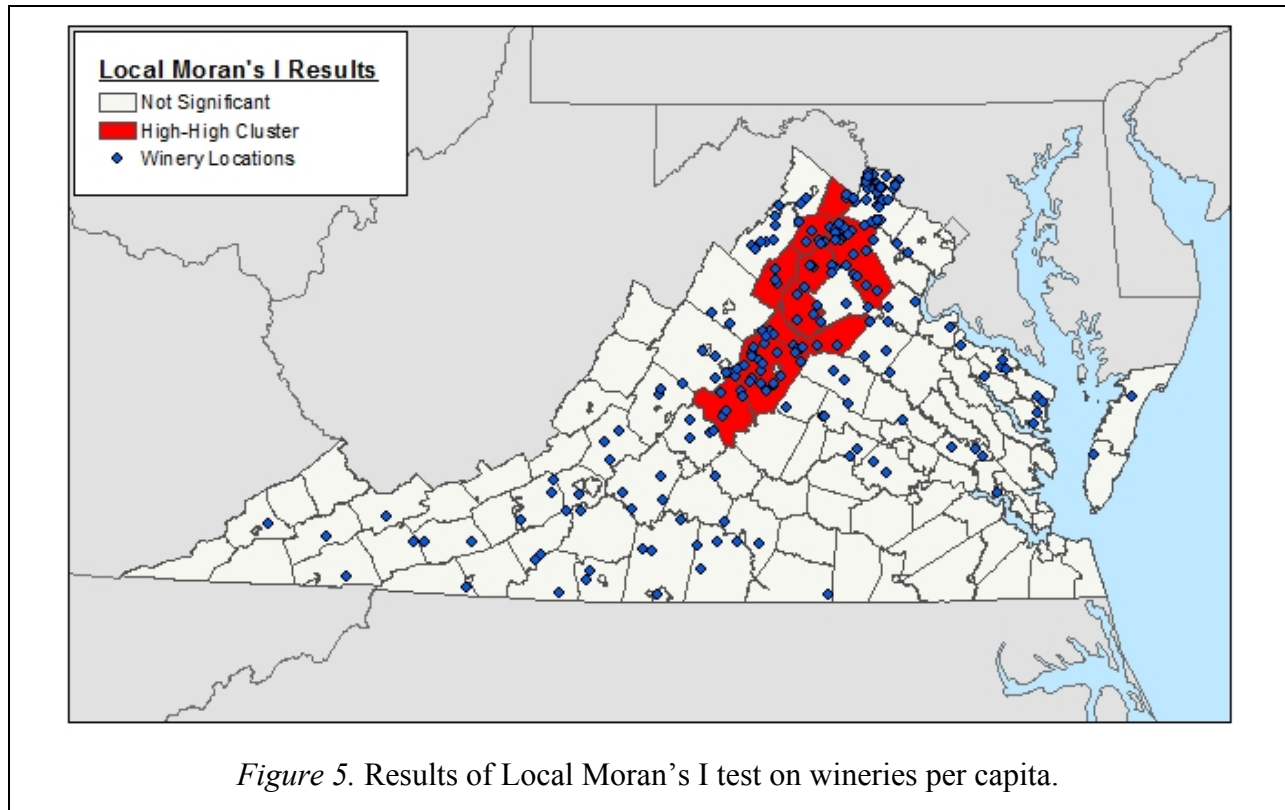 Local Moran's I Results
Not Significant
High-High Cluster
Winery Locations
Figure 5. Results of Local Moran’s I test on wineries per capita.